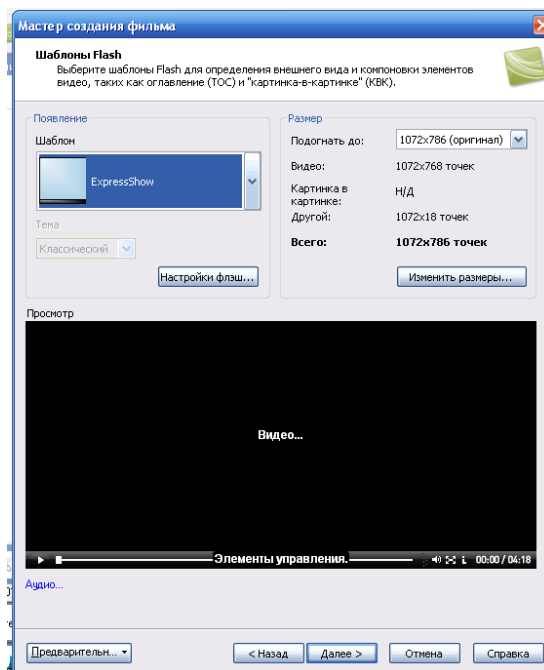 Мастер создания фильма
Шаблоны Flash
Выберите шаблоны Flash для определения внешнего вида и компоновки элементов
видео, таких как оглавление (TOC) и "картинка-в-картинке" (КВК).
Появление
Шаблон
ExpressShow
Тема
Классический
Настройки флэш...
Размер
Подогнать до:
1072x786 (оригинал)
Видео:
1072x768 точек
Картинка в
картинке:
Н/Д
Другой:
1072x18 точек
Всего:
1072x786 точек
Изменить размеры...
Просмотр
Видео...
Элементы управления.
00:00 / 04:18
Аудио...
Предварительн...
< Назад
Далее >
Отмена
Справка